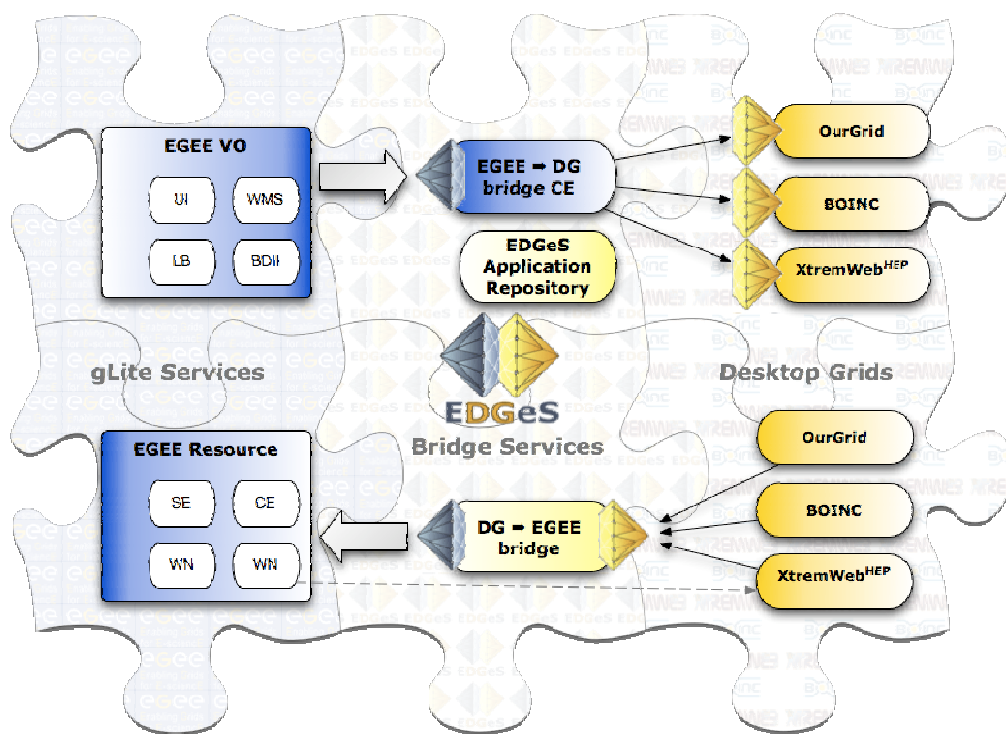 EGEE VO
UI
WMS
LB
BDII
EGEE ➡ DG
bridge CE
EDGeS
Application
Repository
OurGrid
BOINC
XtremWebHEP
gLite Services
EDGeS
Bridge Services
Desktop Grids
EGEE Resource
SE
CE
WN
WN
DG ➡ EGEE
bridge
OurGrid
BOINC
XtremWebHEP